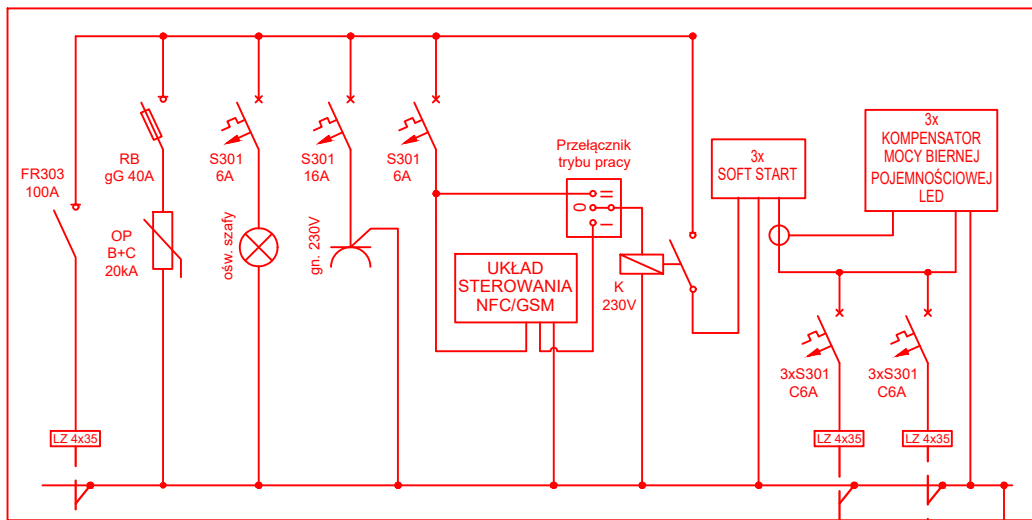 FR303
100A
RB
gG 40A
OP
B+C
20kA
S301
6A
ośw. szafy
S301
16A
gn. 230V
S301
6A
Przełącznik
trybu pracy
II
0
I
UKŁAD
STEROWANIA
NFC/GSM
K
230V
3x
SOFT START
3x
KOMPENSATOR
MOCY BIERNEJ
POJEMNOŚCIOWEJ
LED
3xS301
C6A
3xS301
C6A
LZ 4x35
LZ 4x35
LZ 4x35